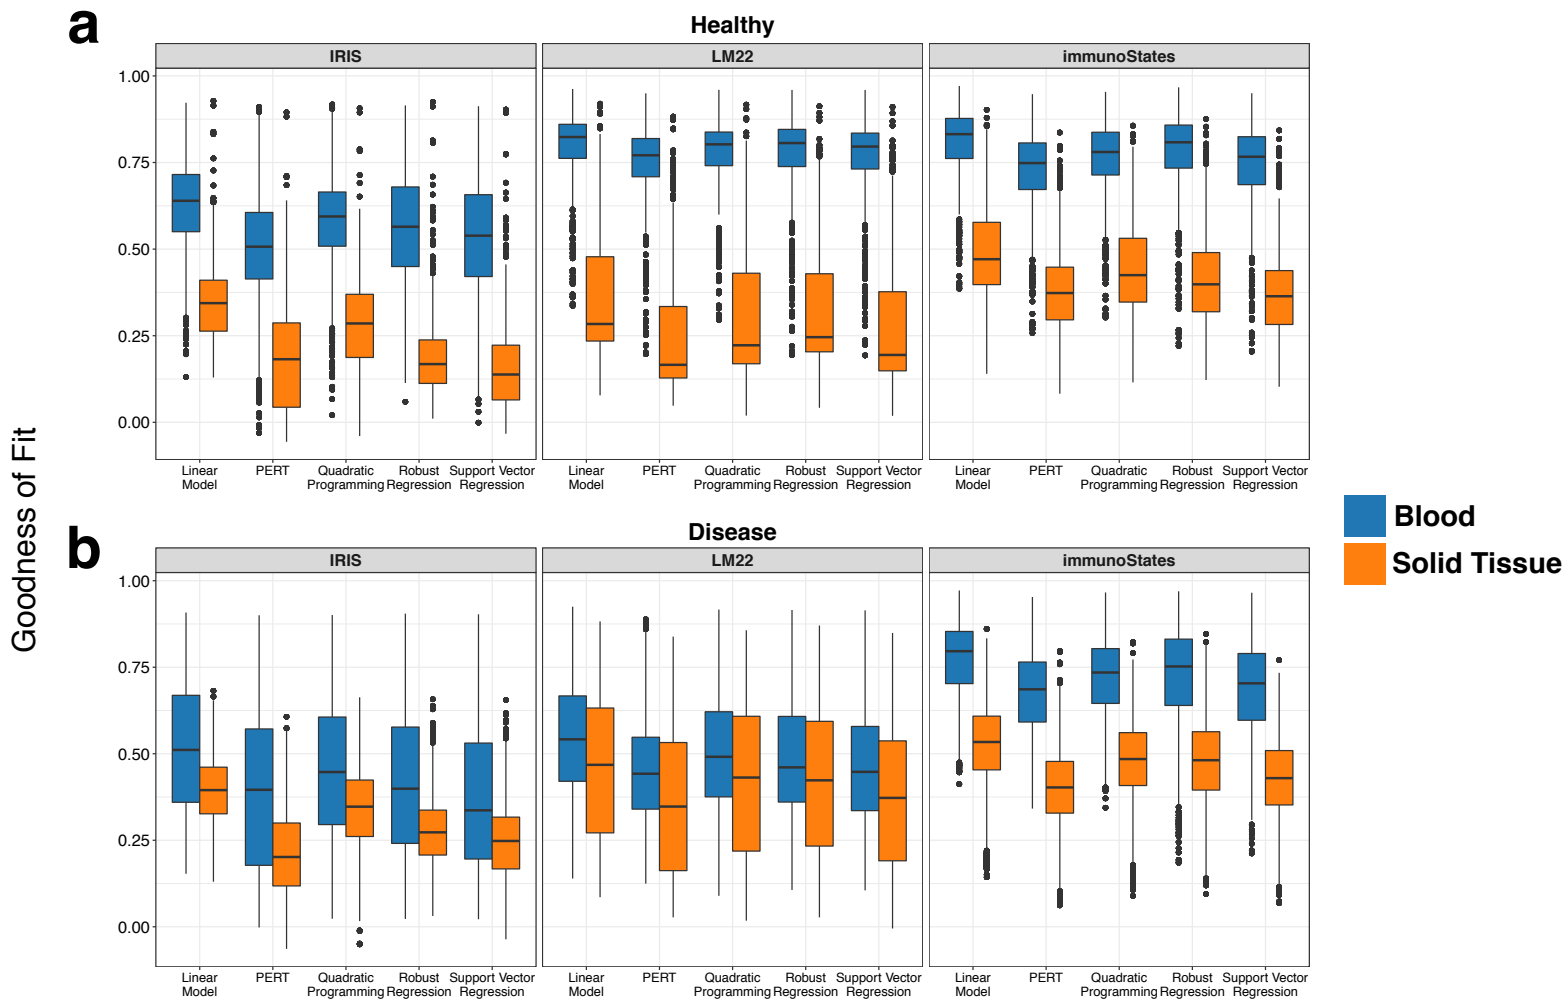 a
Healthy
IRIS
LM22
immunoStates
1.00
0.75
0.50
0.25
0.00
Linear
Model
PERT
Quadratic
Programming
Robust
Regression
Support Vector
Regression
Linear
Model
PERT
Quadratic
Programming
Robust
Regression
Support Vector
Regression
Linear
Model
PERT
Quadratic
Programming
Robust
Regression
Support Vector
Regression
Goodness of Fit
Blood
Solid Tissue
b
Disease
IRIS
LM22
immunoStates
1.00
0.75
0.50
0.25
0.00
Linear
Model
PERT
Quadratic
Programming
Robust
Regression
Support Vector
Regression
Linear
Model
PERT
Quadratic
Programming
Robust
Regression
Support Vector
Regression
Linear
Model
PERT
Quadratic
Programming
Robust
Regression
Support Vector
Regression